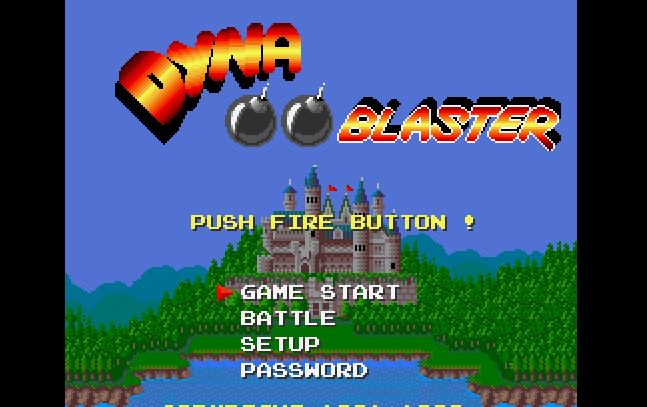 DYNA
BLASTER
PUSH FIRE BUTTON !
GAME START
BATTLE
SETUP
PASSWORD